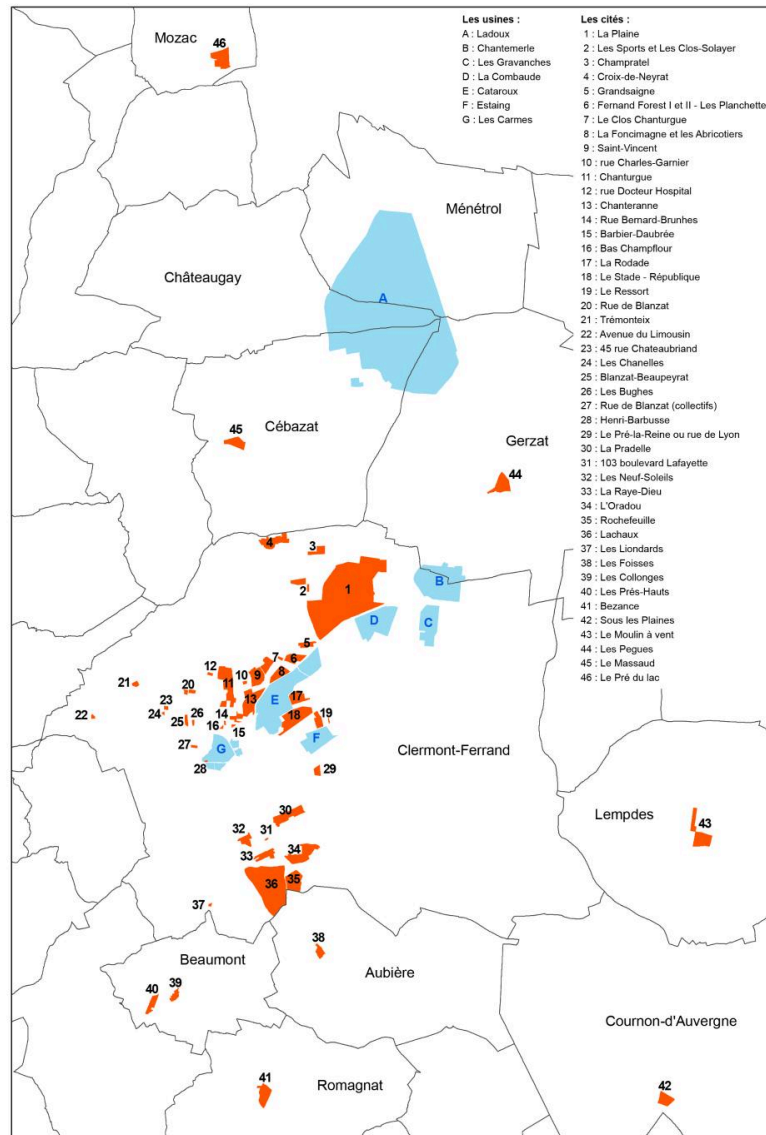 Les usines :
A : Ladoux
B : Chantemerle
C : Les Gravanches
D : La Combaude
E : Cataroux
F : Estaing
G : Les Carmes
Les cités :
1 : La Plaine
2 : Les Sports et Les Clos-Solayer
3 : Champratel
4 : Croix-de-Neyrat
5 : Grandsaigne
6 : Fernand Forest I et II - Les Planchette
7 : Le Clos Chanturgue
8 : La Foncimagne et les Abricotiers
9 : Saint-Vincent
10 : rue Charles-Garnier
11 : Chanturgue
12 : rue Docteur Hospital
13 : Chanteranne
14 : Rue Bernard-Brunhes
15 : Barbier-Daubrée
16 : Bas Champflour
17 : La Rodade
18 : Le Stade - République
19 : Le Ressort
20 : Rue de Blanzat
21 : Trémonteix
22 : Avenue du Limousin
23 : 45 rue Chateaubriand
24 : Les Chanelles
25 : Blanzat-Beaupeyrat
26 : Les Bughes
27 : Rue de Blanzat (collectifs)
28 : Henri-Barbusse
29 : Le Pré-la-Reine ou rue de Lyon
30 : La Pradelle
31 : 103 boulevard Lafayette
32 : Les Neuf-Soleils
33 : La Raye-Dieu
34 : L'Oradou
35 : Rochefeuille
36 : Lachaux
37 : Les Liondards
38 : Les Foisses
39 : Les Collonges
40 : Les Prés-Hauts
41 : Bezance
42 : Sous les Plaines
43 : Le Moulin à vent
44 : Les Pegues
45 : Le Massaud
46 : Le Pré du lac
Mozac
46
Ménétrol
Châteaugay
A
Cébazat
45
Gerzat
44
4
3
2
1
B
D
C
5
7
6
12
10
9
8
21
20
11
13
E
17
23
24
22
25
26
14
18
19
16
15
27
G
F
28
29
Clermont-Ferrand
30
Lempdes
43
32
31
33
34
36
35
37
38
Beaumont
Aubière
40
39
Cournon-d'Auvergne
41
Romagnat
42